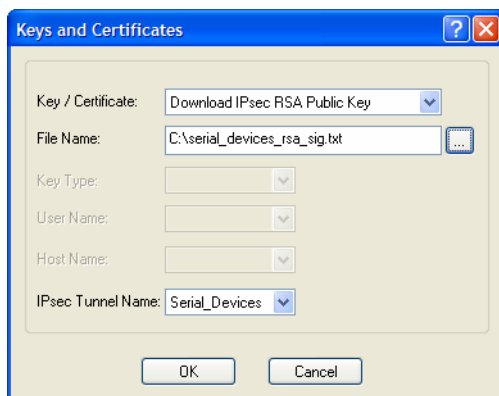 Keys and Certificates
Key / Certificate: Download IPsec RSA Public Key
File Name: C:\serial_devices_rsa_sig.txt ...
Key Type:
User Name:
Host Name:
IPsec Tunnel Name: Serial_Devices
OK Cancel